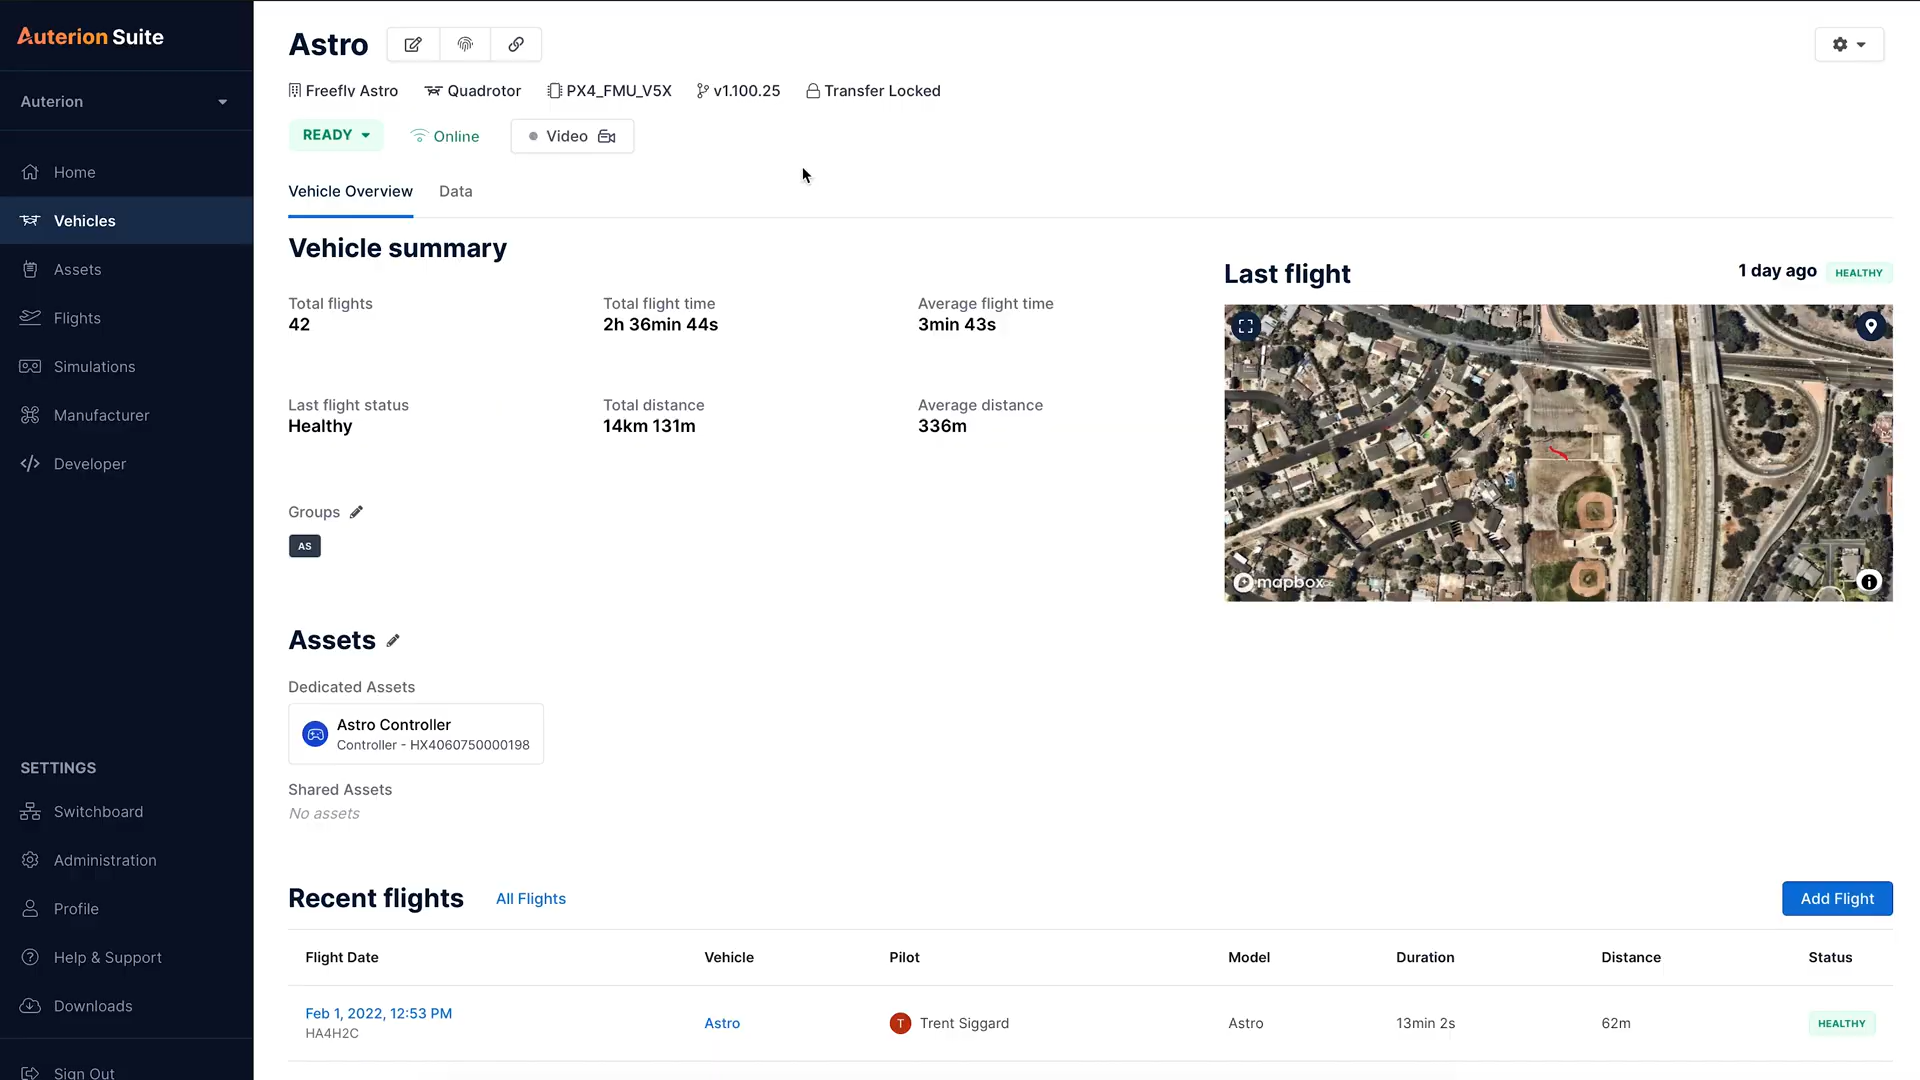 Auterion Suite
Auterion
Home
Vehicles
Assets
Flights
Simulations
Manufacturer
Developer
SETTINGS
Switchboard
Administration
Profile
Help & Support
Downloads
Sign Out
Astro
Freefly Astro
Quadrotor
PX4_FMU_V5X
v1.100.25
Transfer Locked
READY
Online
Video
Vehicle Overview
Data
Vehicle summary
Total flights
42
Total flight time
2h 36min 44s
Average flight time
3min 43s
Last flight status
Healthy
Total distance
14km 131m
Average distance
336m
Groups
AS
Last flight
1 day ago
HEALTHY
mapbox
Assets
Dedicated Assets
Astro Controller
Controller - HX4060750000198
Shared Assets
No assets
Recent flights
All Flights
Add Flight
Flight Date
Vehicle
Pilot
Model
Duration
Distance
Status
Feb 1, 2022, 12:53 PM
HA4H2C
Astro
T
Trent Siggard
Astro
13min 2s
62m
HEALTHY